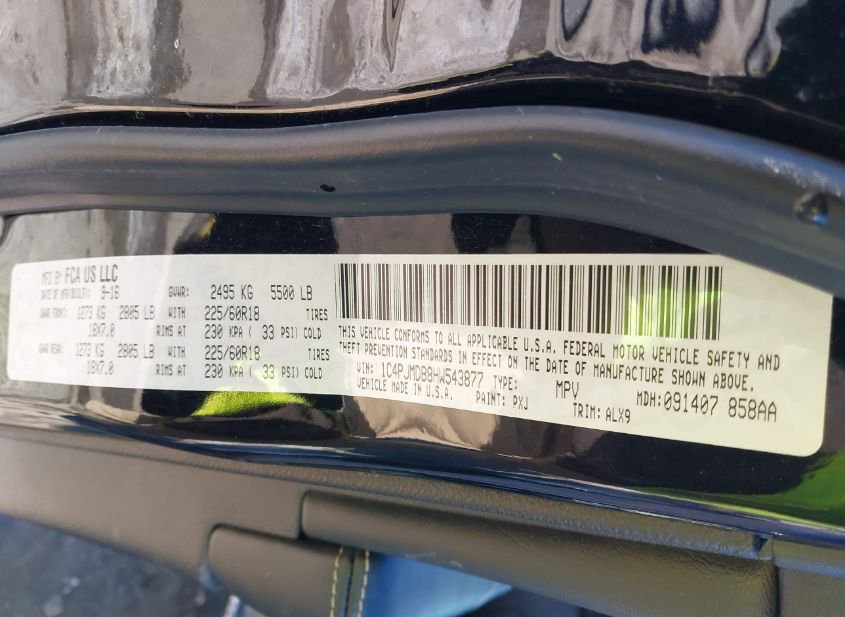 MFD BY FCA US LLC
DATE OF MFR(BUILT): 9-16 GVWR: 2495 KG 5500 LB
GAWR FRONT: 1273 KG 2805 LB WITH 225/60R18 TIRES
18X7.0 RIMS AT 230 KPA ( 33 PSI) COLD
GAWR REAR: 1273 KG 2805 LB WITH 225/60R18 TIRES
18X7.0 RIMS AT 230 KPA ( 33 PSI) COLD
THIS VEHICLE CONFORMS TO ALL APPLICABLE U.S.A. FEDERAL MOTOR VEHICLE SAFETY AND
THEFT PREVENTION STANDARDS IN EFFECT ON THE DATE OF MANUFACTURE SHOWN ABOVE.
VIN: 1C4PJMDB8HW543877 TYPE: MPV MDH:091407 858AA
VEHICLE MADE IN U.S.A. PAINT: PXJ TRIM: ALX9